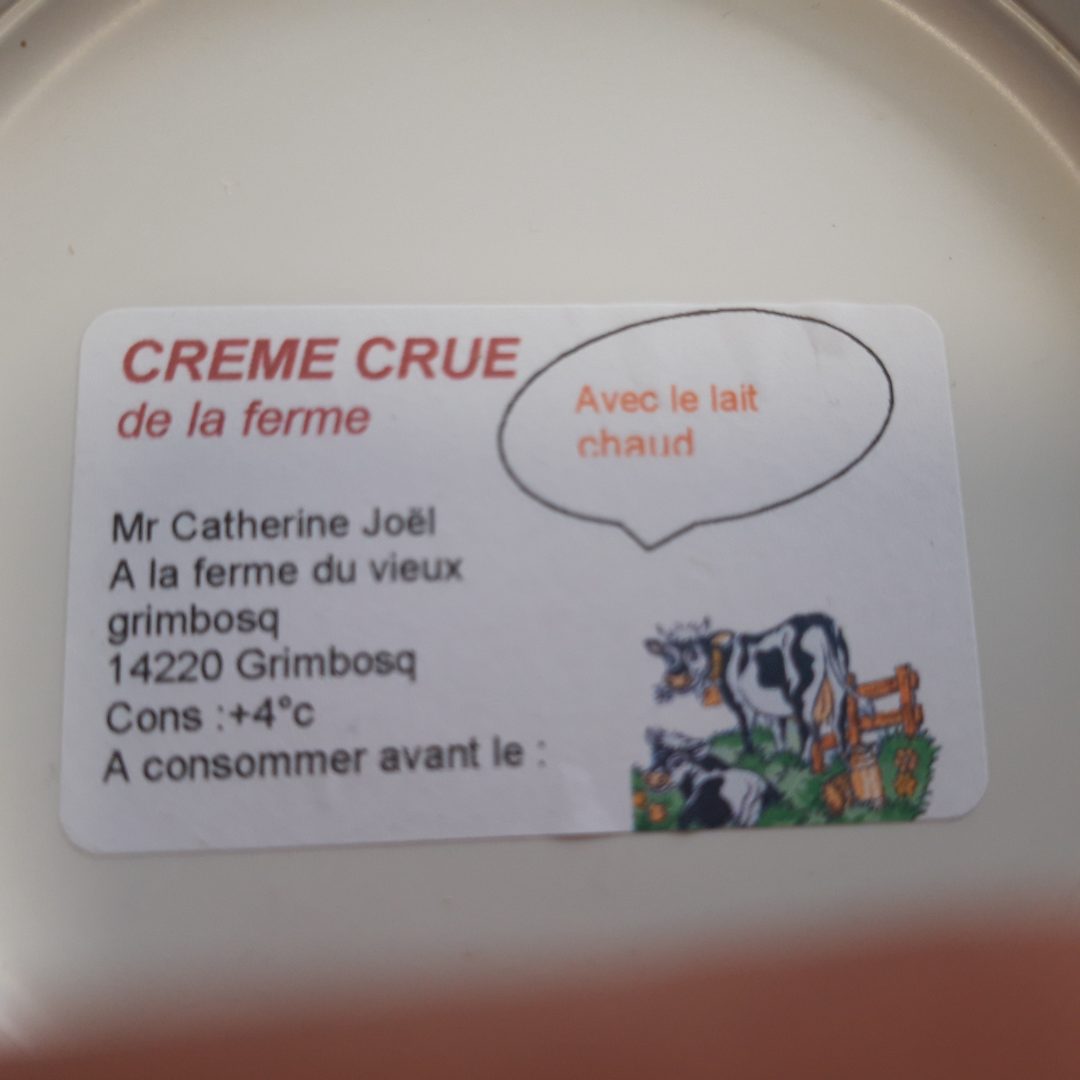 CREME CRUE
de la ferme
Avec le lait
chaud
Mr Catherine Joël
A la ferme du vieux
grimbosq
14220 Grimbosq
Cons :+4°c
A consommer avant le :